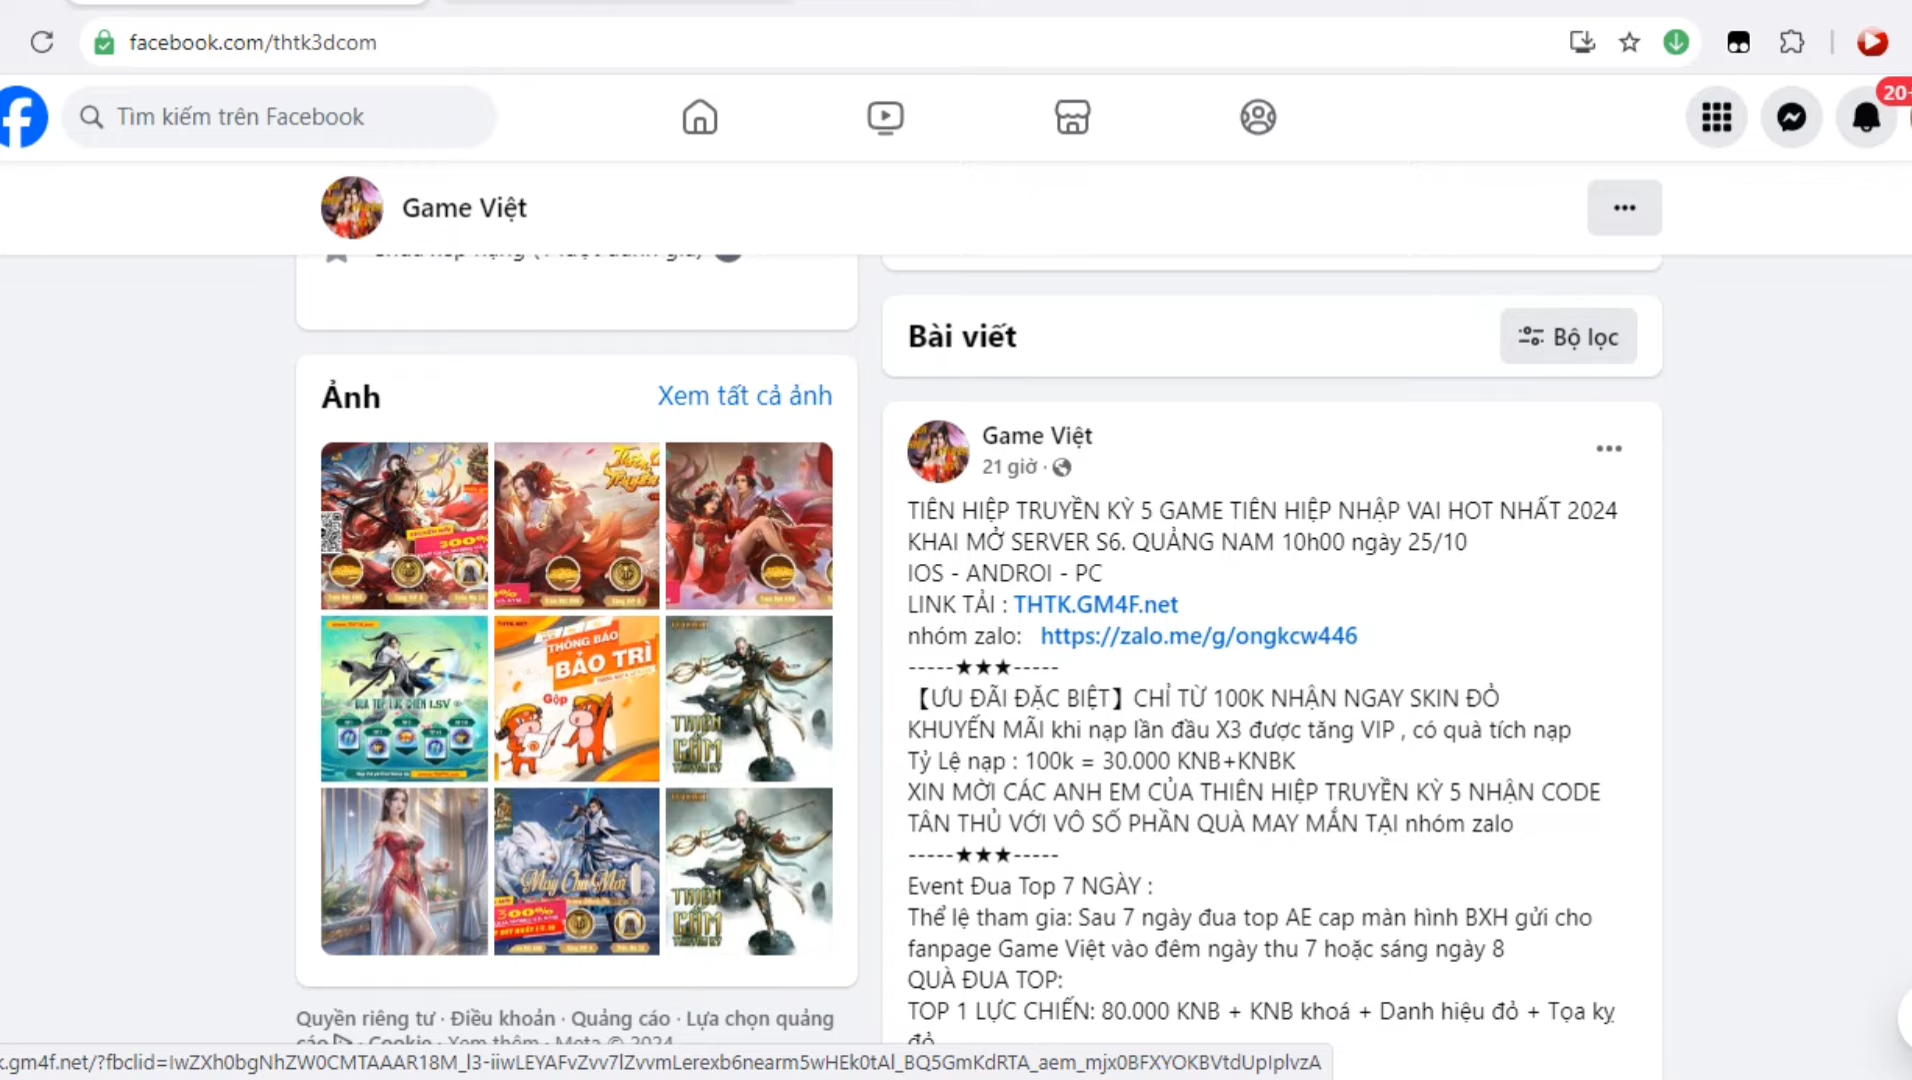 facebook.com/thtk3dcom
Tìm kiếm trên Facebook
20+
Game Việt
Bài viết
Bộ lọc
Ảnh
Xem tất cả ảnh
300%
THÔNG BÁO
BẢO TRÌ
Gộp
ĐUA TOP LỰC CHIẾN LSV
300%
Game Việt
21 giờ ·
TIÊN HIỆP TRUYỀN KỲ 5 GAME TIÊN HIỆP NHẬP VAI HOT NHẤT 2024
KHAI MỞ SERVER S6. QUẢNG NAM 10h00 ngày 25/10
IOS - ANDROI - PC
LINK TẢI : THTK.GM4F.net
nhóm zalo: https://zalo.me/g/ongkcw446
-----★★★-----
【ƯU ĐÃI ĐẶC BIỆT】CHỈ TỪ 100K NHẬN NGAY SKIN ĐỎ
KHUYẾN MÃI khi nạp lần đầu X3 được tăng VIP , có quà tích nạp
Tỷ Lệ nạp : 100k = 30.000 KNB+KNBK
XIN MỜI CÁC ANH EM CỦA THIÊN HIỆP TRUYỀN KỲ 5 NHẬN CODE
TÂN THỦ VỚI VÔ SỐ PHẦN QUÀ MAY MẮN TẠI nhóm zalo
-----★★★-----
Event Đua Top 7 NGÀY :
Thể lệ tham gia: Sau 7 ngày đua top AE cap màn hình BXH gửi cho
fanpage Game Việt vào đêm ngày thu 7 hoặc sáng ngày 8
QUÀ ĐUA TOP:
TOP 1 LỰC CHIẾN: 80.000 KNB + KNB khoá + Danh hiệu đỏ + Tọa kỵ
đỏ
Quyền riêng tư · Điều khoản · Quảng cáo · Lựa chọn quảng
cáo · Cookie · Xem thêm · Meta © 2024
k.gm4f.net/?fbclid=IwZXh0bgNhZW0CMTAAAR18M_l3-iiwLEYAFvZvv7lZvvmLerexb6nearm5wHEk0tAl_BQ5GmKdRTA_aem_mjx0BFXYOKBVtdUpIplvzA